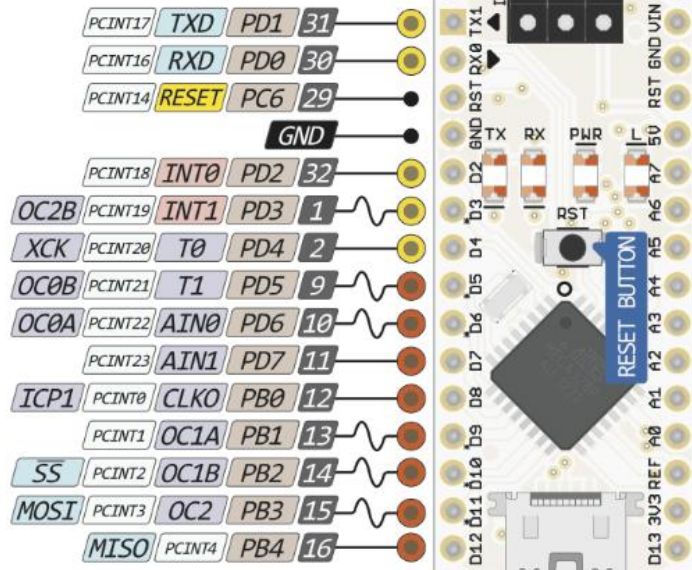 PCINT17 TXD PD1 31 TX1 VIN
PCINT16 RXD PD0 30 RX0 GND
PCINT14 RESET PC6 29 RST RST
GND GND 5V
TX RX PWR L
PCINT18 INT0 PD2 32 D2 A7
OC2B PCINT19 INT1 PD3 1 D3 A6
RST
XCK PCINT20 T0 PD4 2 D4 A5
RESET BUTTON
OC0B PCINT21 T1 PD5 9 D5 A4
OC0A PCINT22 AIN0 PD6 10 D6 A3
PCINT23 AIN1 PD7 11 D7 A2
ICP1 PCINT0 CLKO PB0 12 D8 A1
PCINT1 OC1A PB1 13 D9 A0
SS PCINT2 OC1B PB2 14 D10 REF
MOSI PCINT3 OC2 PB3 15 D11 3V3
MISO PCINT4 PB4 16 D12 D13